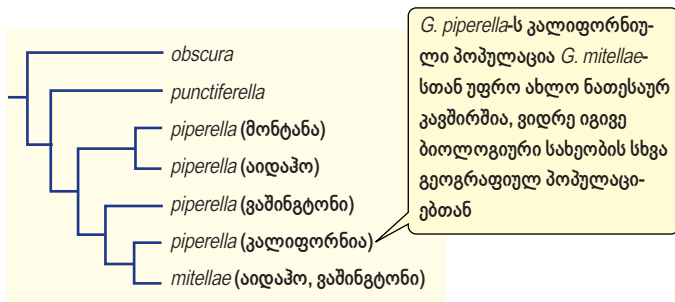 obscura
punctiferella
piperella (მონტანა)
piperella (აიდაჰო)
piperella (ვაშინგტონი)
piperella (კალიფორნია)
mitellae (აიდაჰო, ვაშინგტონი)
G. piperella-ს კალიფორნიუ-
ლი პოპულაცია G. mitellae-
სთან უფრო ახლო ნათესაურ
კავშირშია, ვიდრე იგივე
ბიოლოგიური სახეობის სხვა
გეოგრაფიულ პოპულაცი-
ებთან